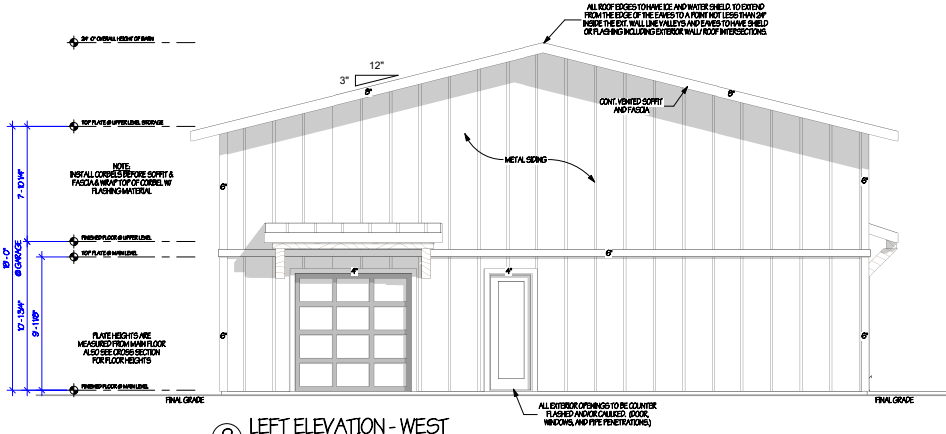 ALL ROOF EDGES TO HAVE ICE AND WATER SHIELD. TO EXTEND
FROM THE EDGE OF THE EAVES TO A POINT NOT LESS THAN 24"
INSIDE THE EXT. WALL LINE VALLEYS AND EAVES TO HAVE SHIELD
OR FLASHING INCLUDING EXTERIOR WALL/ ROOF INTERSECTIONS.
24'-0" OVERALL HEIGHT OF BARN
12"
3"
8"
8"
CONT. VENTED SOFFIT
AND FASCIA
TOP PLATE @ UPPER LEVEL STORAGE
METAL SIDING
NOTE:
INSTALL CORBELS BEFORE SOFFIT &
FASCIA & WRAP TOP OF CORBEL W/
FLASHING MATERIAL
6"
6"
7'-10 1/4"
18'-0"
@ GARAGE
FINISHED FLOOR @ UPPER LEVEL
TOP PLATE @ MAIN LEVEL
6"
4"
4"
10'-1 3/4"
9'-1 1/8"
PLATE HEIGHTS ARE
MEASURED FROM MAIN FLOOR
ALSO SEE CROSS SECTION
FOR FLOOR HEIGHTS
6"
6"
FINISHED FLOOR @ MAIN LEVEL
FINAL GRADE
FINAL GRADE
ALL EXTERIOR OPENINGS TO BE COUNTER
FLASHED AND/OR CAULKED. (DOOR,
WINDOWS, AND PIPE PENETRATIONS.)
LEFT ELEVATION - WEST